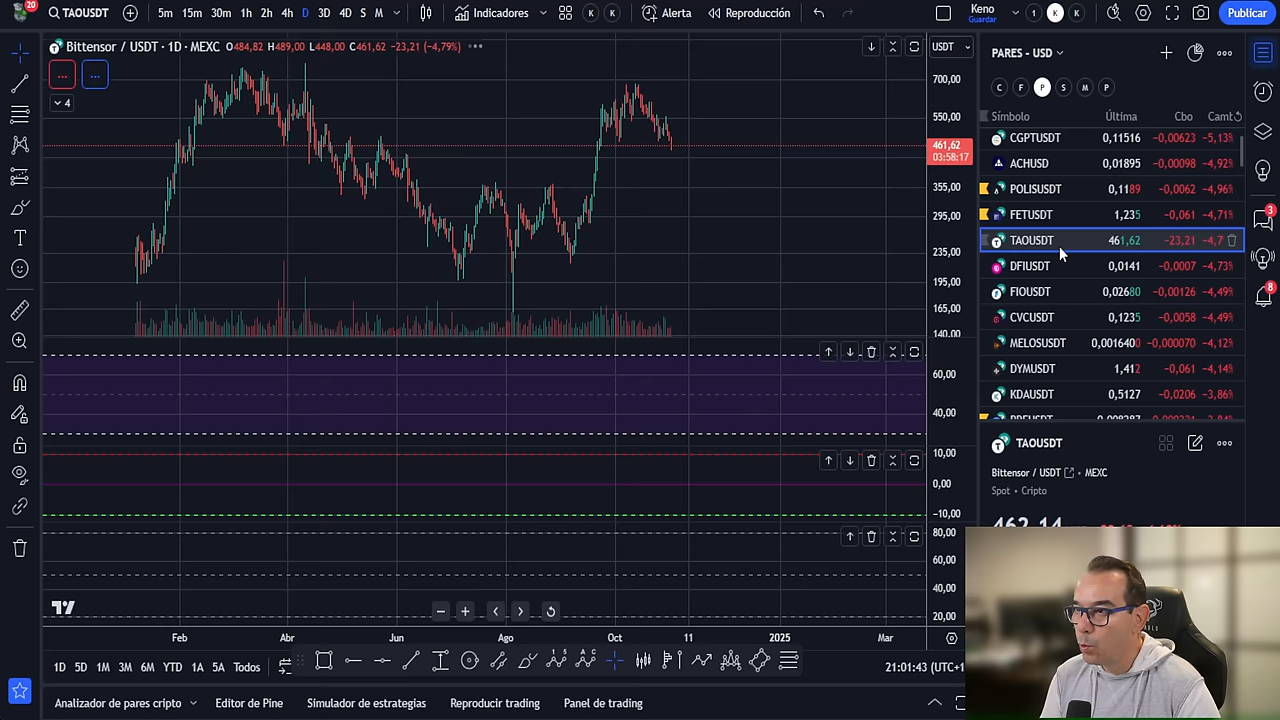 20
TAOUSDT
5m 15m 30m 1h 2h 4h D 3D 4D S M
Indicadores
K K
Alerta
Reproducción
Keno
Guardar
1 K K
Publicar
Bittensor / USDT · 1D · MEXC O484,82 H489,00 L448,00 C461,62 −23,21 (−4,79%)
USDT
4
700,00
550,00
461,62
03:58:17
355,00
295,00
235,00
195,00
165,00
140,00
60,00
40,00
10,00
0,00
−10,00
80,00
60,00
40,00
20,00
Feb Abr Jun Ago Oct 11 2025 Mar
1D 5D 1M 3M 6M YTD 1A 5A Todos
21:01:43 (UTC+1
Analizador de pares cripto Editor de Pine Simulador de estrategias Reproducir trading Panel de trading
PARES - USD
C F P S M P
Símbolo Última Cbo Camt
CGPTUSDT 0,11516 −0,00623 −5,13%
ACHUSD 0,01895 −0,00098 −4,92%
POLISUSDT 0,1189 −0,0062 −4,96%
FETUSDT 1,235 −0,061 −4,71%
TAOUSDT 461,62 −23,21 −4,7
DFIUSDT 0,0141 −0,0007 −4,73%
FIOUSDT 0,02680 −0,00126 −4,49%
CVCUSDT 0,1235 −0,0058 −4,49%
MELOSUSDT 0,001640 −0,000070 −4,12%
DYMUSDT 1,412 −0,061 −4,14%
KDAUSDT 0,5127 −0,0206 −3,86%
TAOUSDT
Bittensor / USDT · MEXC
Spot · Cripto
462,14
3
8